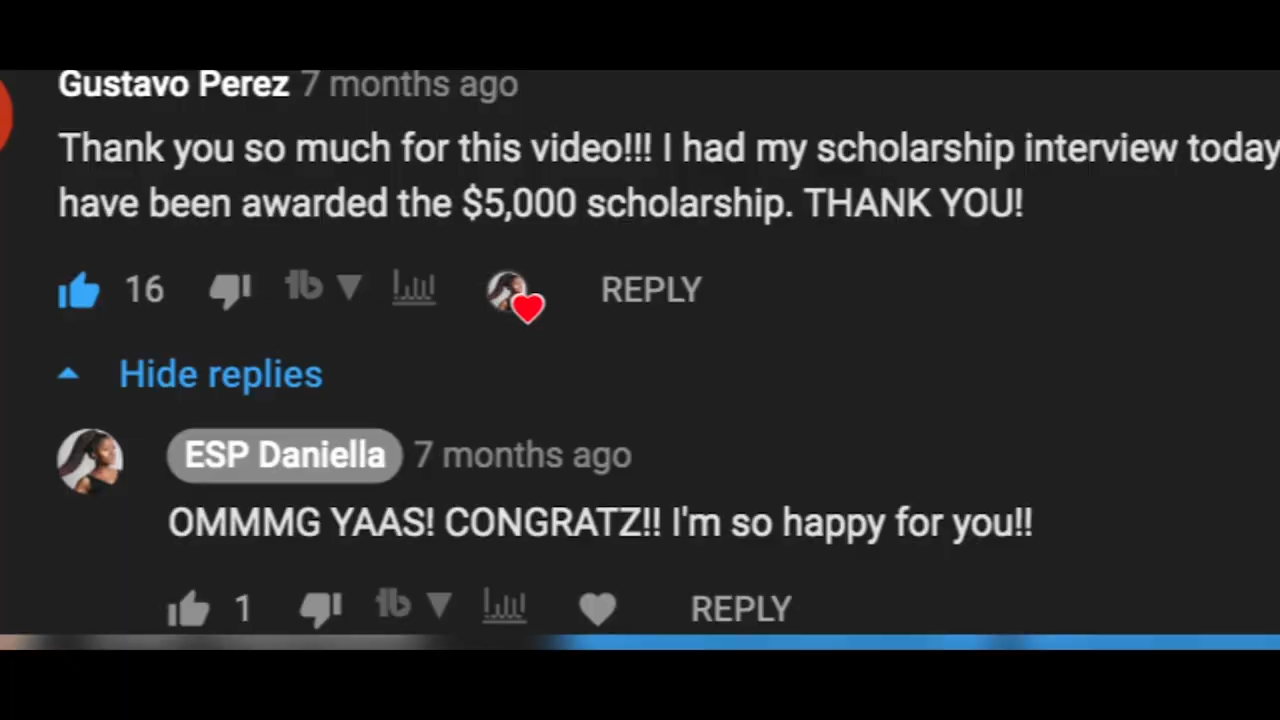 Gustavo Perez 7 months ago
Thank you so much for this video!!! I had my scholarship interview today
have been awarded the $5,000 scholarship. THANK YOU!
16 tb REPLY
Hide replies
ESP Daniella 7 months ago
OMMMG YAAS! CONGRATZ!! I'm so happy for you!!
1 tb REPLY